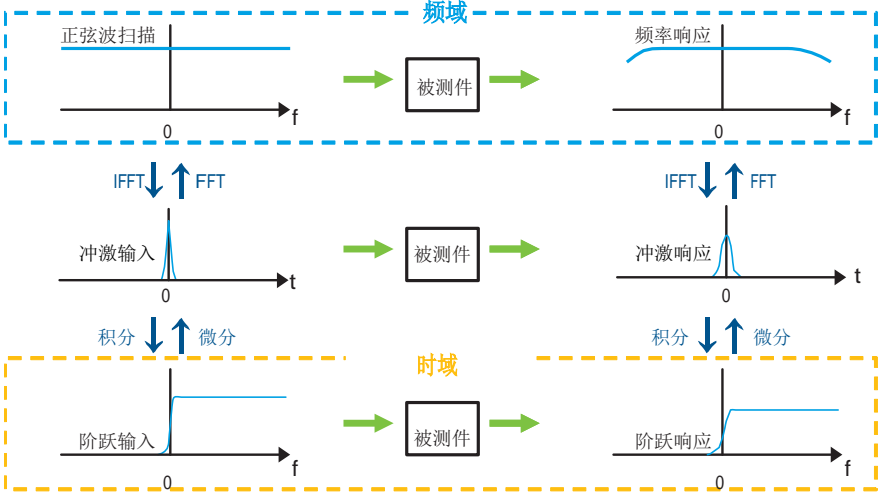 频域
正弦波扫描
频率响应
被测件
f
f
0
0
IFFT
FFT
IFFT
FFT
冲激输入
被测件
冲激响应
t
t
0
0
积分
微分
积分
微分
时域
阶跃输入
被测件
阶跃响应
f
f
0
0